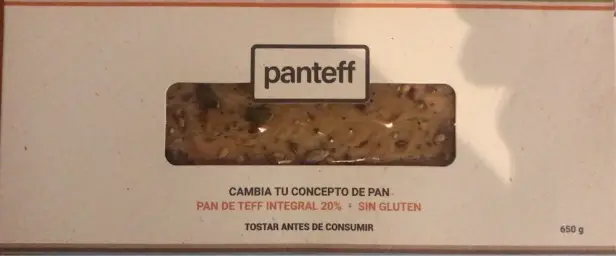 panteff
CAMBIA TU CONCEPTO DE PAN
PAN DE TEFF INTEGRAL 20% SIN GLUTEN
TOSTAR ANTES DE CONSUMIR
650 g